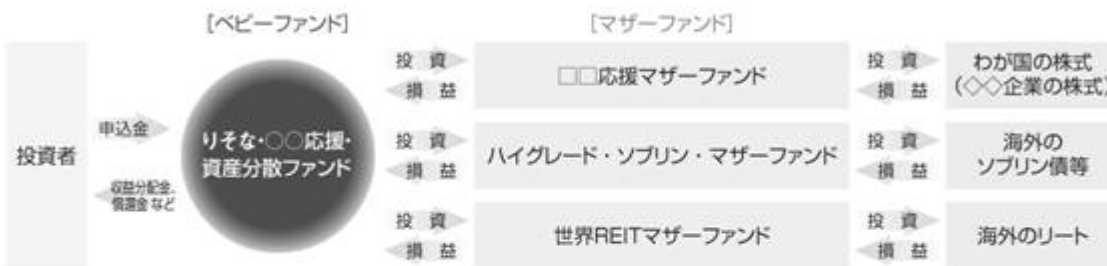 [ベビーファンド]
[マザーファンド]
投資者
申込金
収益分配金、
償還金 など
りそな・○○応援・
資産分散ファンド
投 資
損 益
□□応援マザーファンド
投 資
損 益
わが国の株式
(◇◇企業の株式)
投 資
損 益
ハイグレード・ソブリン・マザーファンド
投 資
損 益
海外の
ソブリン債等
投 資
損 益
世界REITマザーファンド
投 資
損 益
海外のリート